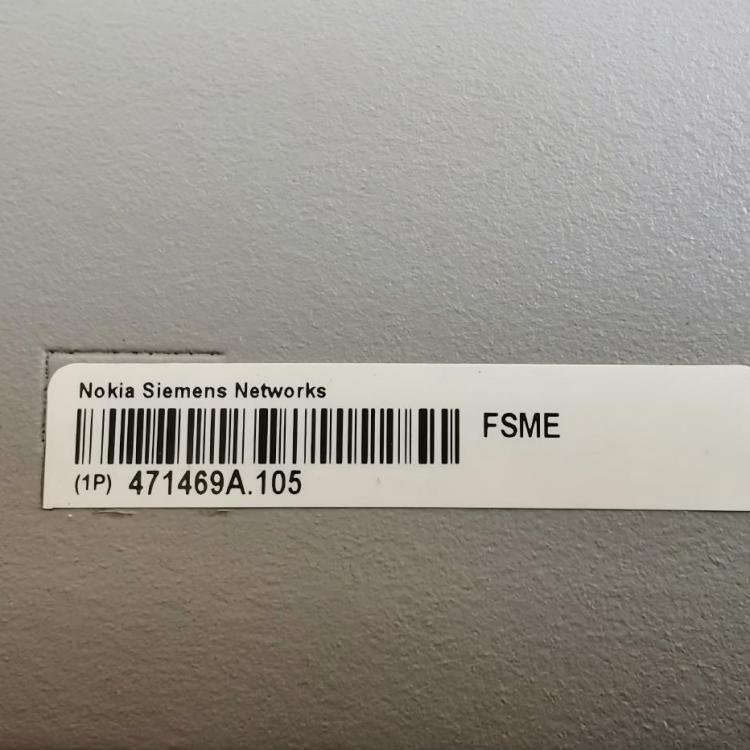 Nokia Siemens Networks
FSME
(1P) 471469A.105